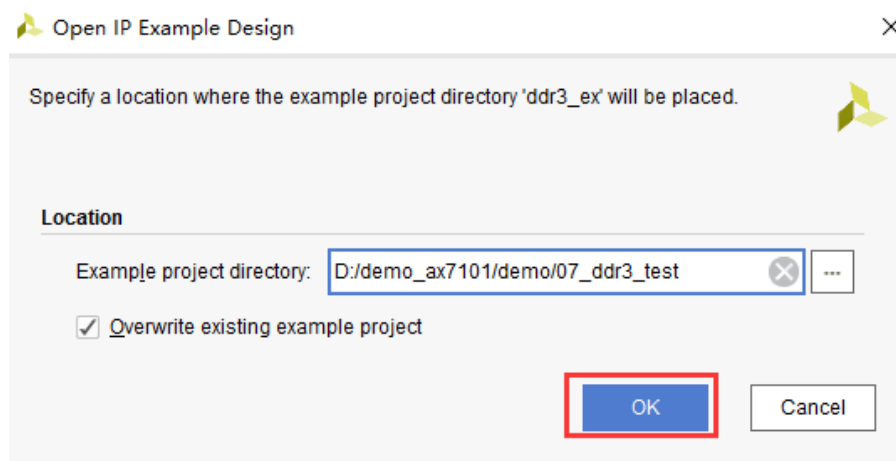 Open IP Example Design
Specify a location where the example project directory 'ddr3_ex' will be placed.
Location
Example project directory: D:/demo_ax7101/demo/07_ddr3_test ...
Overwrite existing example project
OK Cancel